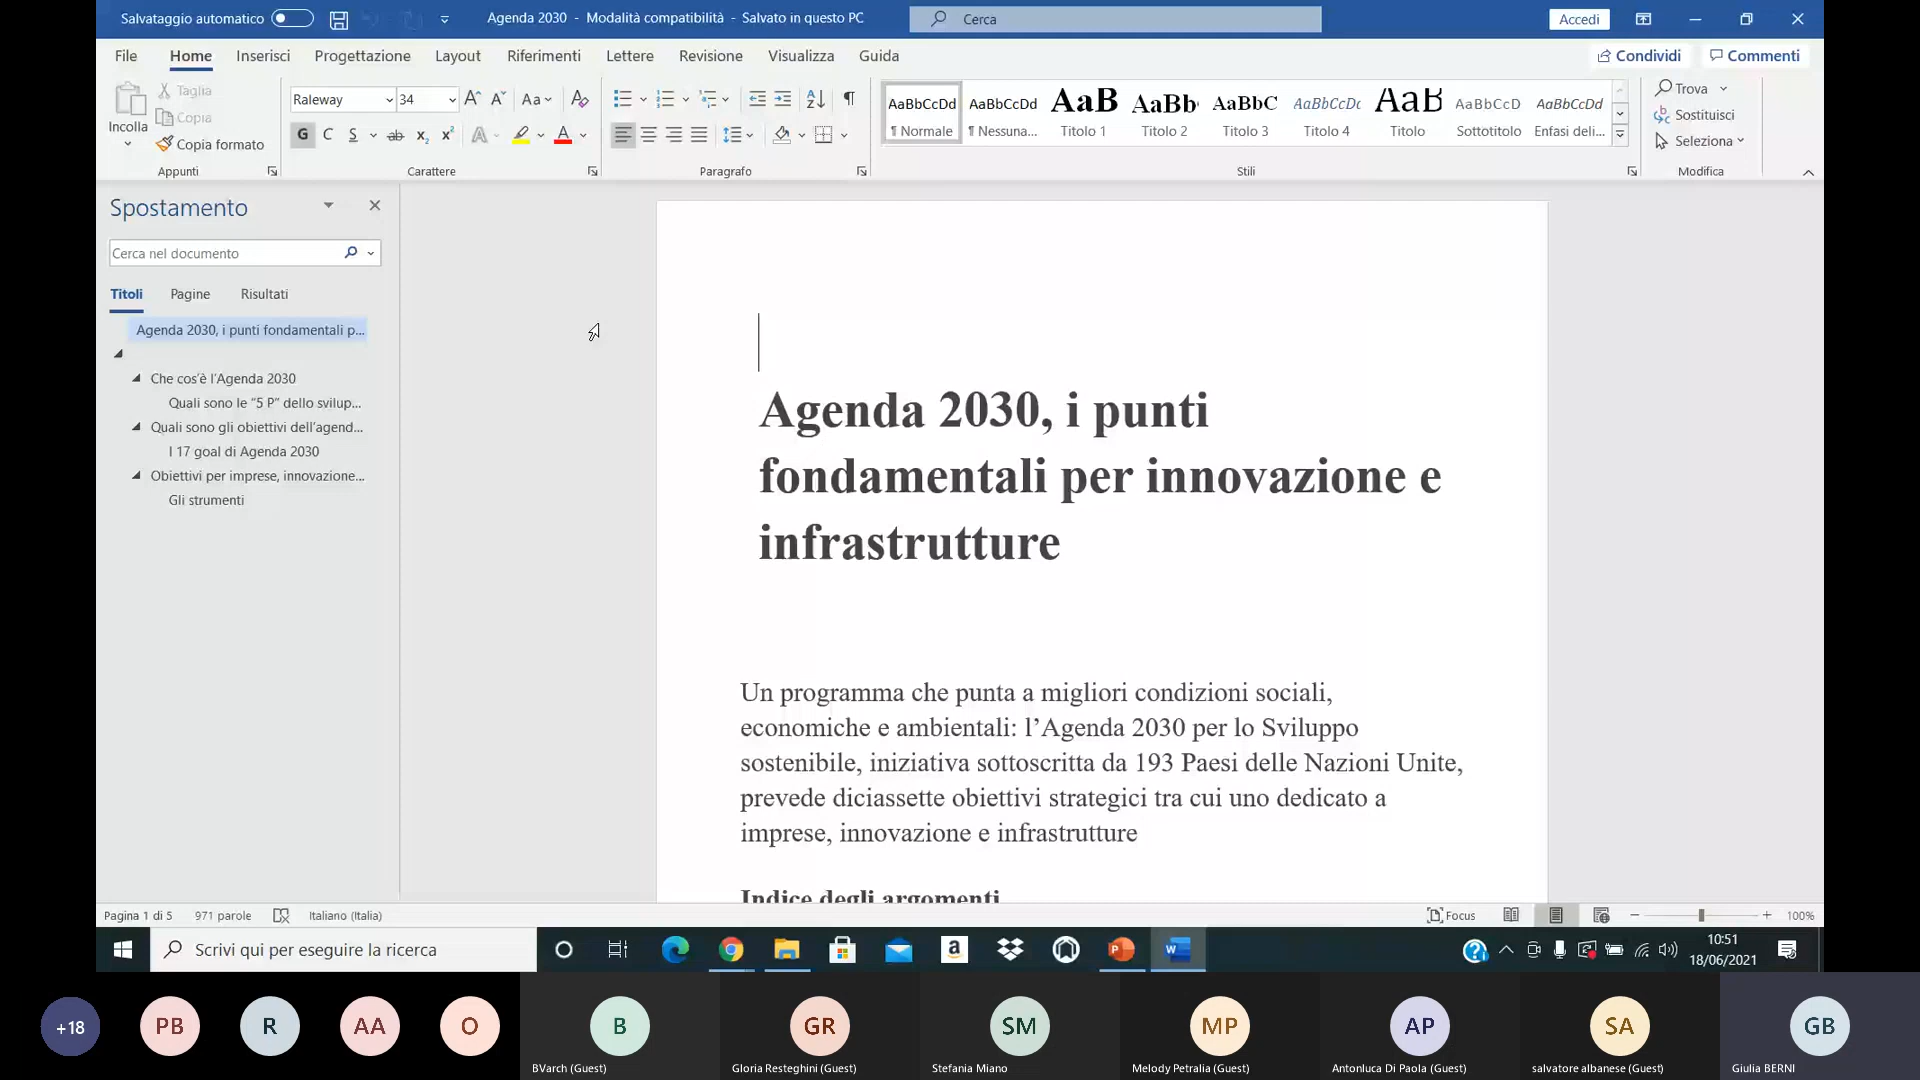 Salvataggio automatico
Agenda 2030 - Modalità compatibilità - Salvato in questo PC
Cerca
Accedi
File Home Inserisci Progettazione Layout Riferimenti Lettere Revisione Visualizza Guida
Condividi Commenti
Incolla
Taglia
Copia
Copia formato
Appunti
Raleway 34
Aa
G C S ab x₂ x² A A
Carattere
Paragrafo
AaBbCcDd AaBbCcDd AaB AaBb AaBbC AaBbCcDc AaB AaBbCcD AaBbCcDd
¶ Normale ¶ Nessuna... Titolo 1 Titolo 2 Titolo 3 Titolo 4 Titolo Sottotitolo Enfasi deli...
Stili
Trova
Sostituisci
Seleziona
Modifica
Spostamento
Cerca nel documento
Titoli Pagine Risultati
Agenda 2030, i punti fondamentali p...
Che cos'è l'Agenda 2030
Quali sono le "5 P" dello svilup...
Quali sono gli obiettivi dell'agend...
I 17 goal di Agenda 2030
Obiettivi per imprese, innovazione...
Gli strumenti
Agenda 2030, i punti
fondamentali per innovazione e
infrastrutture
Un programma che punta a migliori condizioni sociali,
economiche e ambientali: l’Agenda 2030 per lo Sviluppo
sostenibile, iniziativa sottoscritta da 193 Paesi delle Nazioni Unite,
prevede diciassette obiettivi strategici tra cui uno dedicato a
imprese, innovazione e infrastrutture
Indice degli argomenti
Pagina 1 di 5 971 parole Italiano (Italia)
Focus
100%
Scrivi qui per eseguire la ricerca
10:51
18/06/2021
+18 PB R AA O B GR SM MP AP SA GB
BVarch (Guest) Gloria Resteghini (Guest) Stefania Miano Melody Petralia (Guest) Antonluca Di Paola (Guest) salvatore albanese (Guest) Giulia BERNI